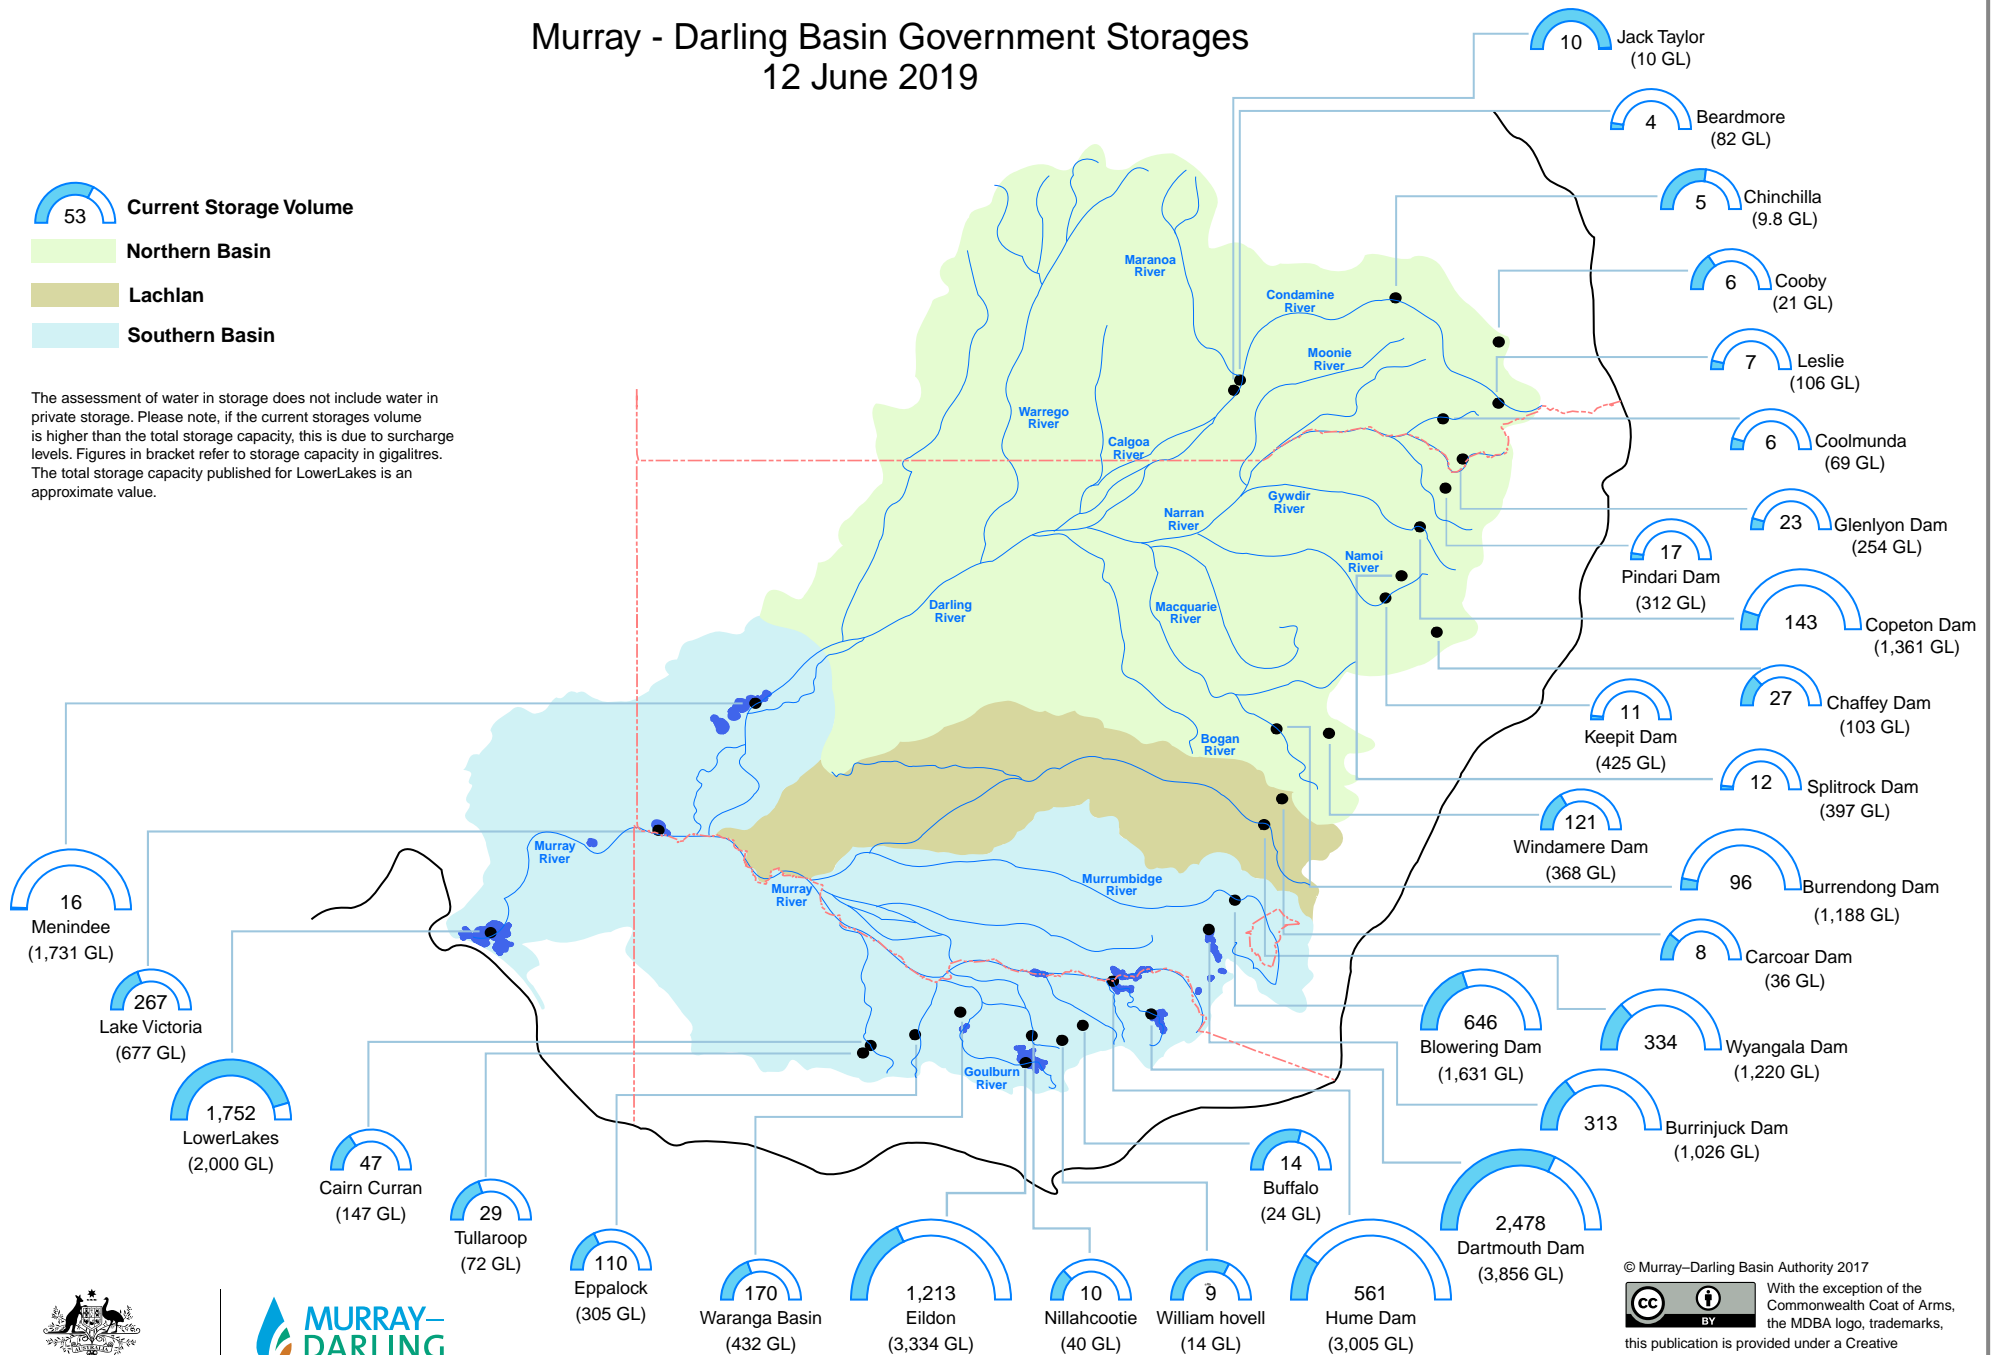 Murray - Darling Basin Government Storages
12 June 2019
53
Current Storage Volume
Northern Basin
Lachlan
Southern Basin
The assessment of water in storage does not include water in
private storage. Please note, if the current storages volume
is higher than the total storage capacity, this is due to surcharge
levels. Figures in bracket refer to storage capacity in gigalitres.
The total storage capacity published for LowerLakes is an
approximate value.
10
Jack Taylor
(10 GL)
4
Beardmore
(82 GL)
5
Chinchilla
(9.8 GL)
6
Cooby
(21 GL)
7
Leslie
(106 GL)
6
Coolmunda
(69 GL)
23
Glenlyon Dam
(254 GL)
17
Pindari Dam
(312 GL)
143
Copeton Dam
(1,361 GL)
27
Chaffey Dam
(103 GL)
11
Keepit Dam
(425 GL)
12
Splitrock Dam
(397 GL)
121
Windamere Dam
(368 GL)
96
Burrendong Dam
(1,188 GL)
8
Carcoar Dam
(36 GL)
646
Blowering Dam
(1,631 GL)
334
Wyangala Dam
(1,220 GL)
313
Burrinjuck Dam
(1,026 GL)
2,478
Dartmouth Dam
(3,856 GL)
Maranoa
River
Condamine
River
Moonie
River
Warrego
River
Calgoa
River
Gywdir
River
Narran
River
Namoi
River
Darling
River
Macquarie
River
Bogan
River
Murray
River
Murray
River
Murrumbidge
River
Goulburn
River
16
Menindee
(1,731 GL)
267
Lake Victoria
(677 GL)
1,752
LowerLakes
(2,000 GL)
47
Cairn Curran
(147 GL)
29
Tullaroop
(72 GL)
110
Eppalock
(305 GL)
170
Waranga Basin
(432 GL)
1,213
Eildon
(3,334 GL)
10
Nillahcootie
(40 GL)
9
William hovell
(14 GL)
14
Buffalo
(24 GL)
561
Hume Dam
(3,005 GL)
AUSTRALIA
MURRAY–
DARLING
© Murray–Darling Basin Authority 2017
cc
BY
With the exception of the
Commonwealth Coat of Arms,
the MDBA logo, trademarks,
this publication is provided under a Creative